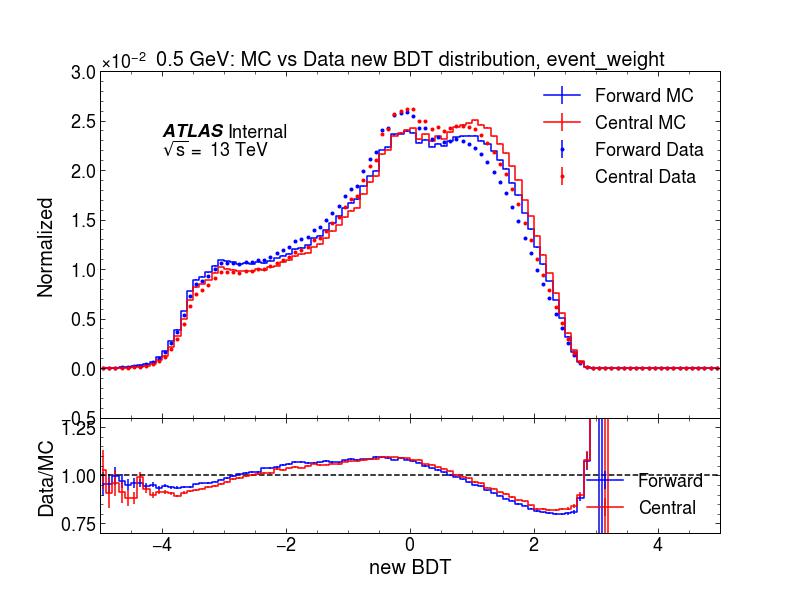 ×10⁻² 0.5 GeV: MC vs Data new BDT distribution, event_weight
3.0
2.5
2.0
1.5
1.0
0.5
0.0
Normalized
ATLAS Internal
√s = 13 TeV
Forward MC
Central MC
Forward Data
Central Data
1.25
1.00
0.75
Data/MC
Forward
Central
−4
−2
0
2
4
new BDT